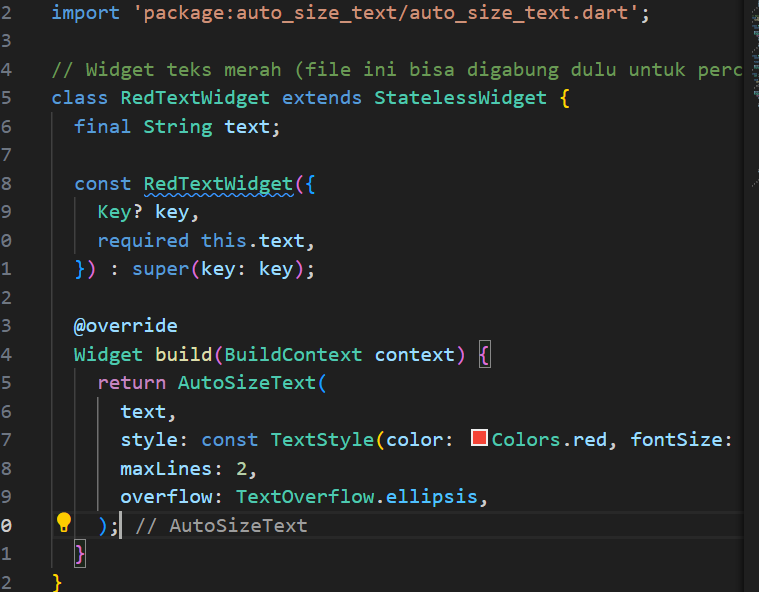 2 import 'package:auto_size_text/auto_size_text.dart';
3
4 // Widget teks merah (file ini bisa digabung dulu untuk perc
5 class RedTextWidget extends StatelessWidget {
6 final String text;
7
8 const RedTextWidget({
9 Key? key,
0 required this.text,
1 }) : super(key: key);
2
3 @override
4 Widget build(BuildContext context) {
5 return AutoSizeText(
6 text,
7 style: const TextStyle(color: Colors.red, fontSize:
8 maxLines: 2,
9 overflow: TextOverflow.ellipsis,
0 ); // AutoSizeText
1 }
2 }